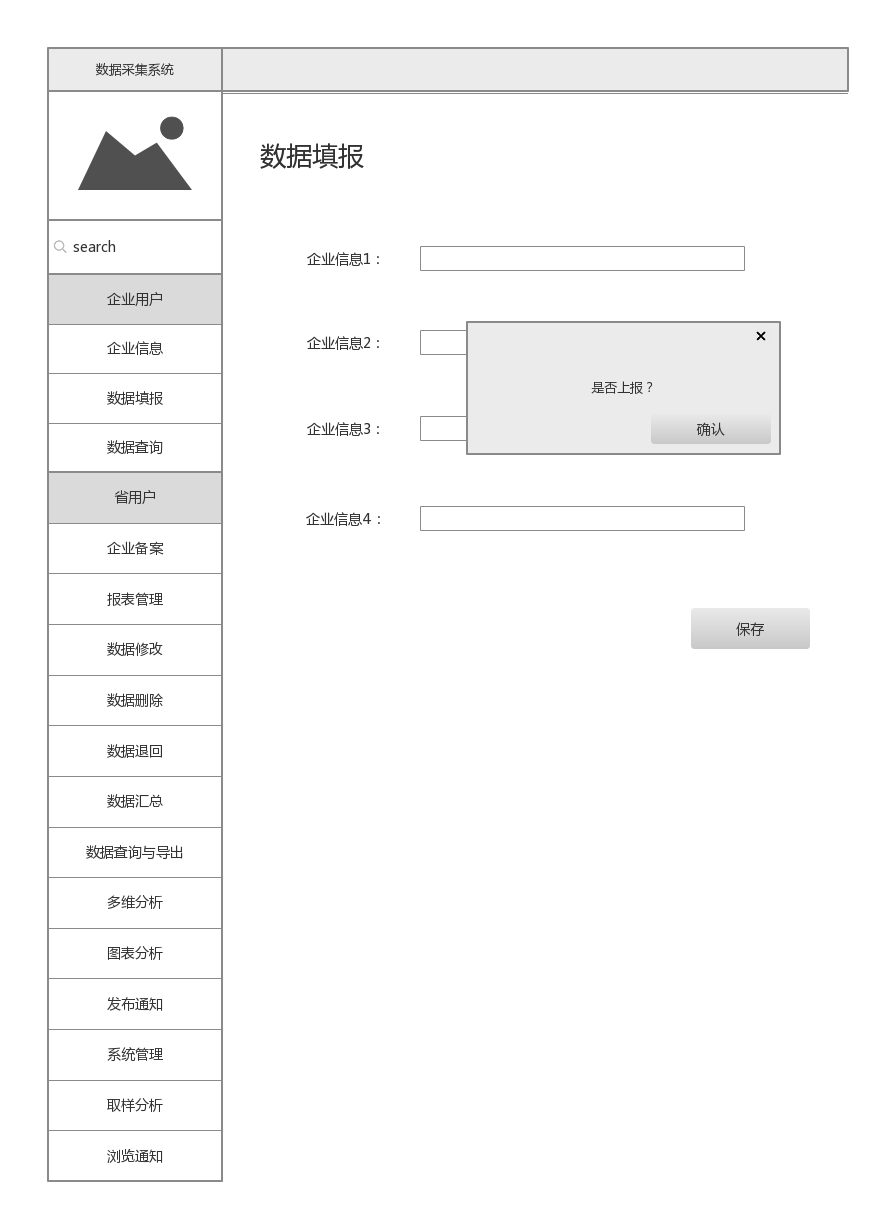 数据采集系统
search
企业用户
企业信息
数据填报
数据查询
省用户
企业备案
报表管理
数据修改
数据删除
数据退回
数据汇总
数据查询与导出
多维分析
图表分析
发布通知
系统管理
取样分析
浏览通知
数据填报
企业信息1：
企业信息2：
企业信息3：
企业信息4：
×
是否上报？
确认
保存